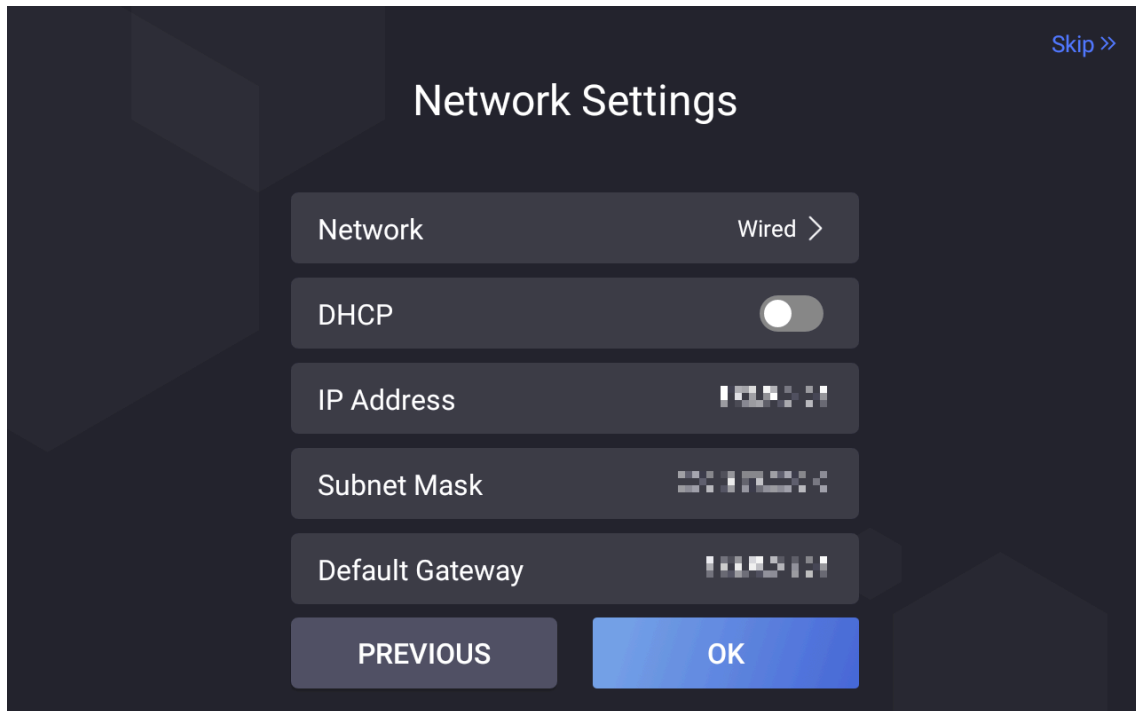 Skip »
Network Settings
Network Wired >
DHCP
IP Address
Subnet Mask
Default Gateway
PREVIOUS OK